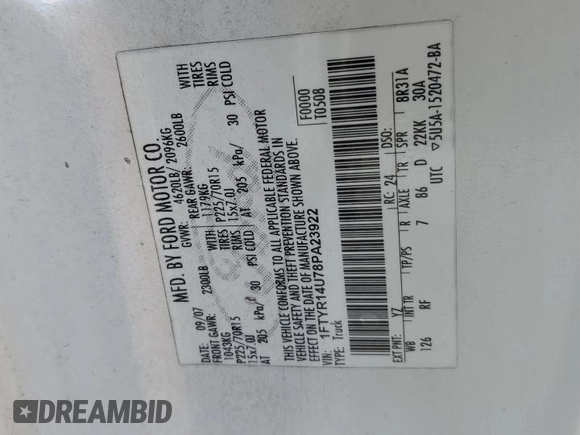 MFD. BY FORD MOTOR CO.
DATE: 09/07
GVWR: 4620LB/ 2096KG
FRONT GAWR: 2300LB
REAR GAWR: 2600LB
1043KG
1179KG
WITH
P225/70R15
TIRES
P225/70R15
TIRES
15x7.0J
RIMS
15x7.0J
RIMS
AT 205 kPa/ 30 PSI COLD
AT 205 kPa/ 30 PSI COLD
THIS VEHICLE CONFORMS TO ALL APPLICABLE FEDERAL MOTOR
VEHICLE SAFETY AND THEFT PREVENTION STANDARDS IN
EFFECT ON THE DATE OF MANUFACTURE SHOWN ABOVE.
VIN: 1FTYR14U78PA23922
TYPE: Truck
F0000
T0508
EXT PNT: YZ
RC: 24
DSO:
WB
INT TR
TP/PS
R
AXLE
TR
SPR
8R31A
126
RF
7
86
D
22KK
30A
UTC
▽5U5A-1520472-BA
DREAMBID